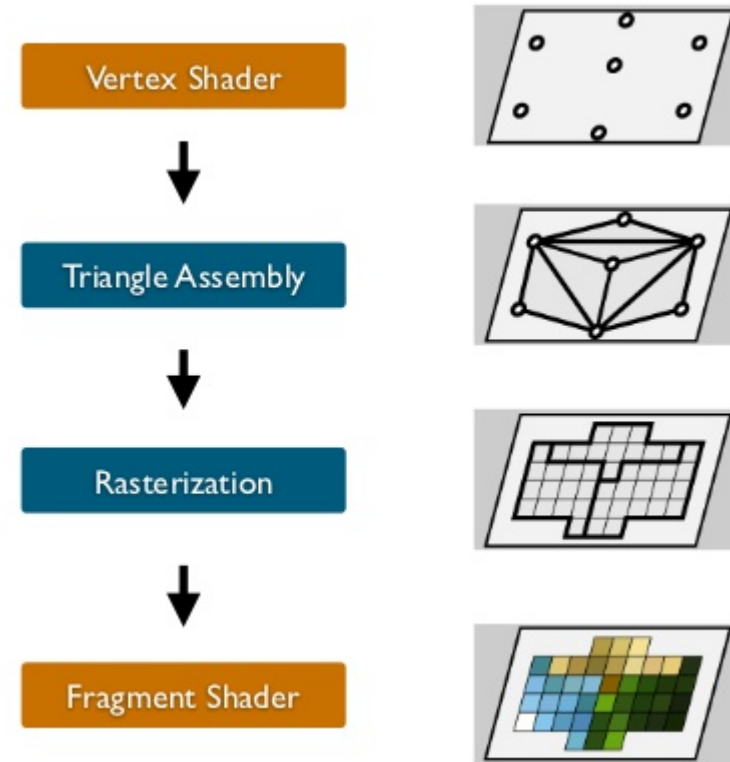 Vertex Shader
Triangle Assembly
Rasterization
Fragment Shader